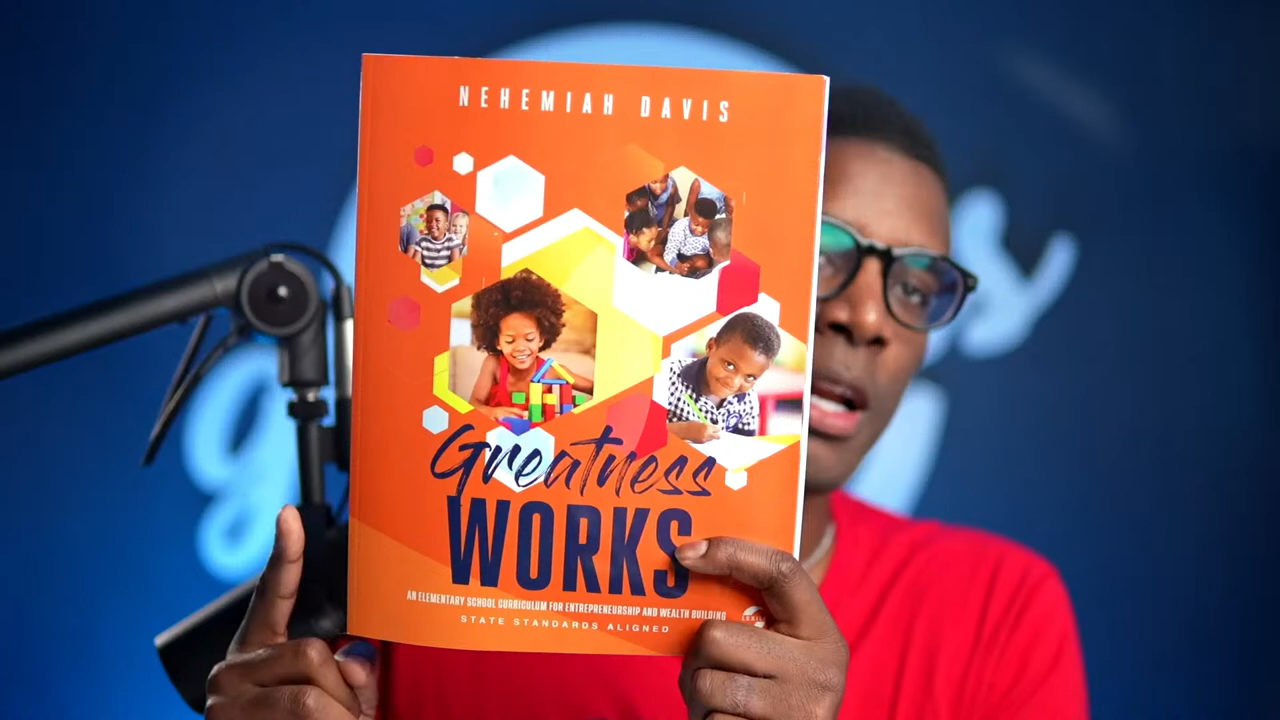 NEHEMIAH DAVIS
Greatness
WORKS
AN ELEMENTARY SCHOOL CURRICULUM FOR ENTREPRENEURSHIP AND WEALTH BUILDING
STATE STANDARDS ALIGNED